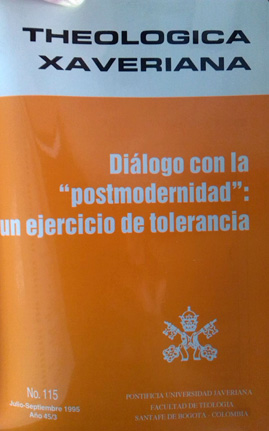 THEOLOGICA
XAVERIANA
Diálogo con la
"postmodernidad":
un ejercicio de tolerancia
No. 115
Julio-Septiembre 1995
Año 45/3
PONTIFICIA UNIVERSIDAD JAVERIANA
FACULTAD DE TEOLOGIA
SANTAFE DE BOGOTA - COLOMBIA